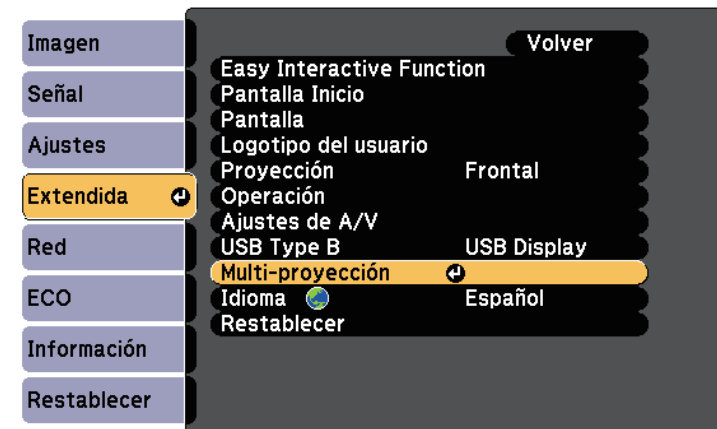 Imagen
Señal
Ajustes
Extendida
Red
ECO
Información
Restablecer
Volver
Easy Interactive Function
Pantalla Inicio
Pantalla
Logotipo del usuario
Proyección Frontal
Operación
Ajustes de A/V
USB Type B USB Display
Multi-proyección
Idioma Español
Restablecer